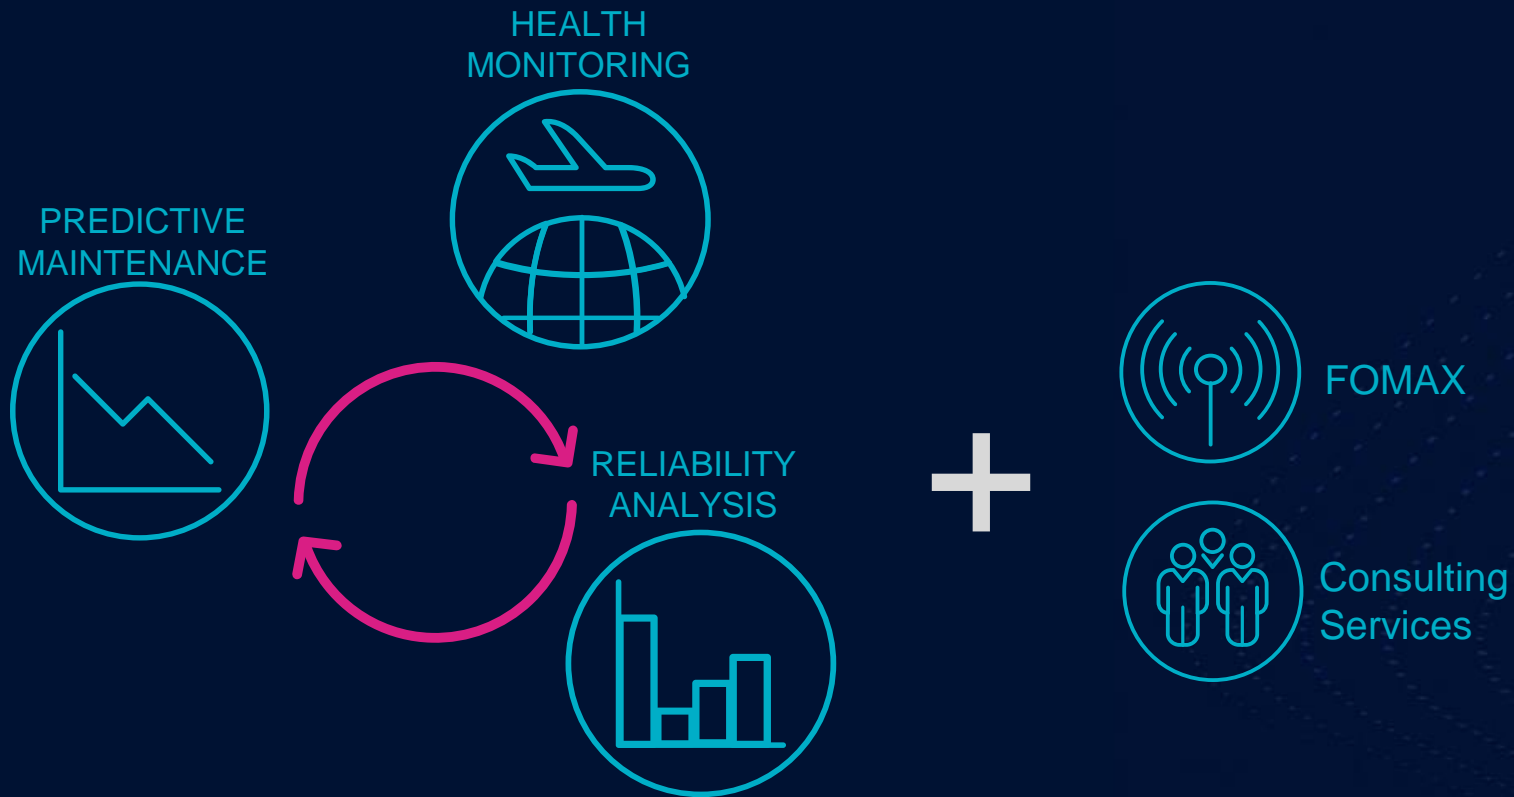 HEALTH
MONITORING
PREDICTIVE
MAINTENANCE
RELIABILITY
ANALYSIS
FOMAX
Consulting
Services